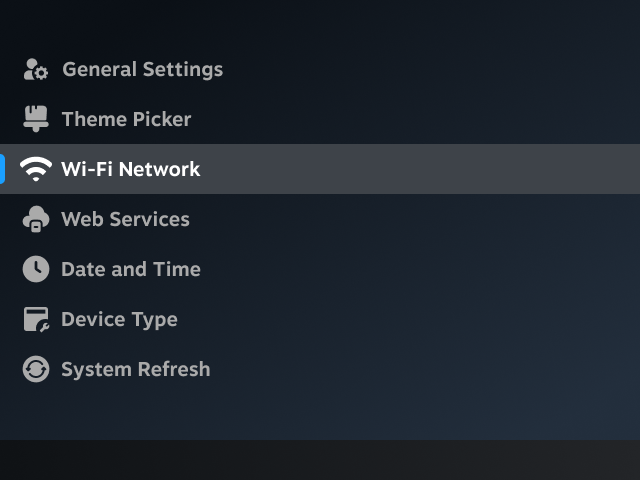 General Settings
Theme Picker
Wi-Fi Network
Web Services
Date and Time
Device Type
System Refresh